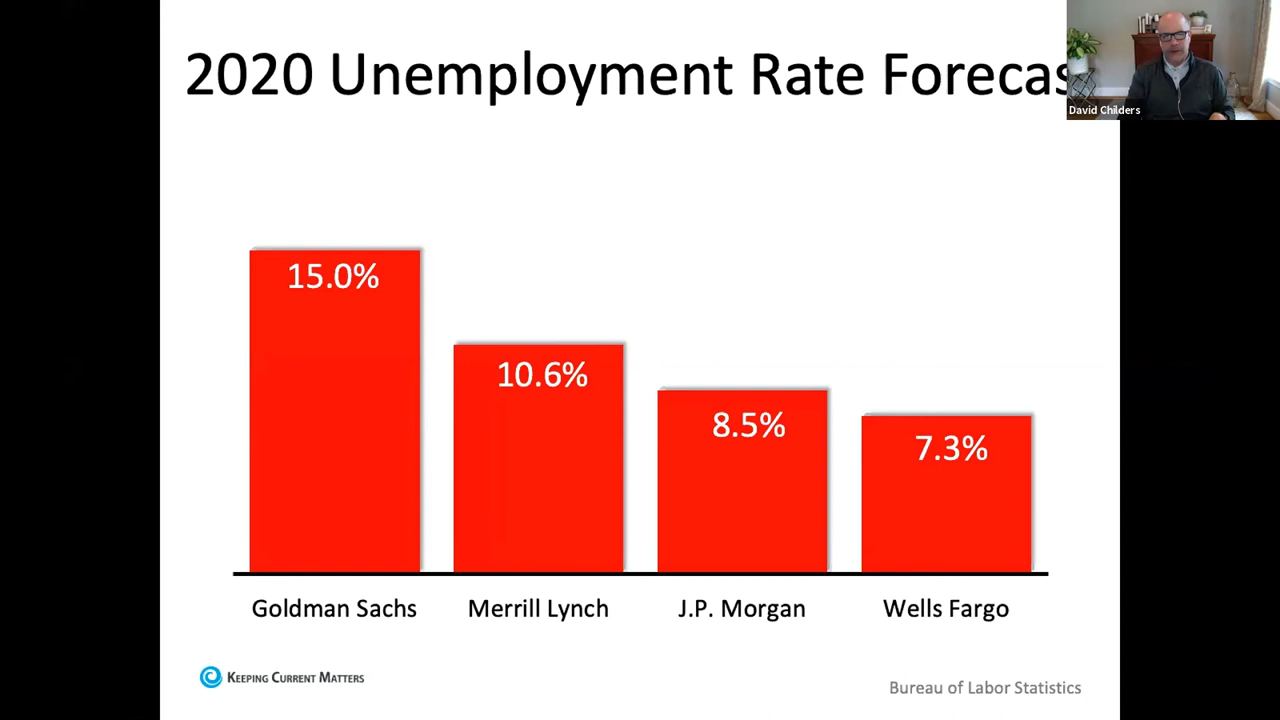 2020 Unemployment Rate Forecas
David Childers
15.0%
10.6%
8.5%
7.3%
Goldman Sachs
Merrill Lynch
J.P. Morgan
Wells Fargo
KEEPING CURRENT MATTERS
Bureau of Labor Statistics